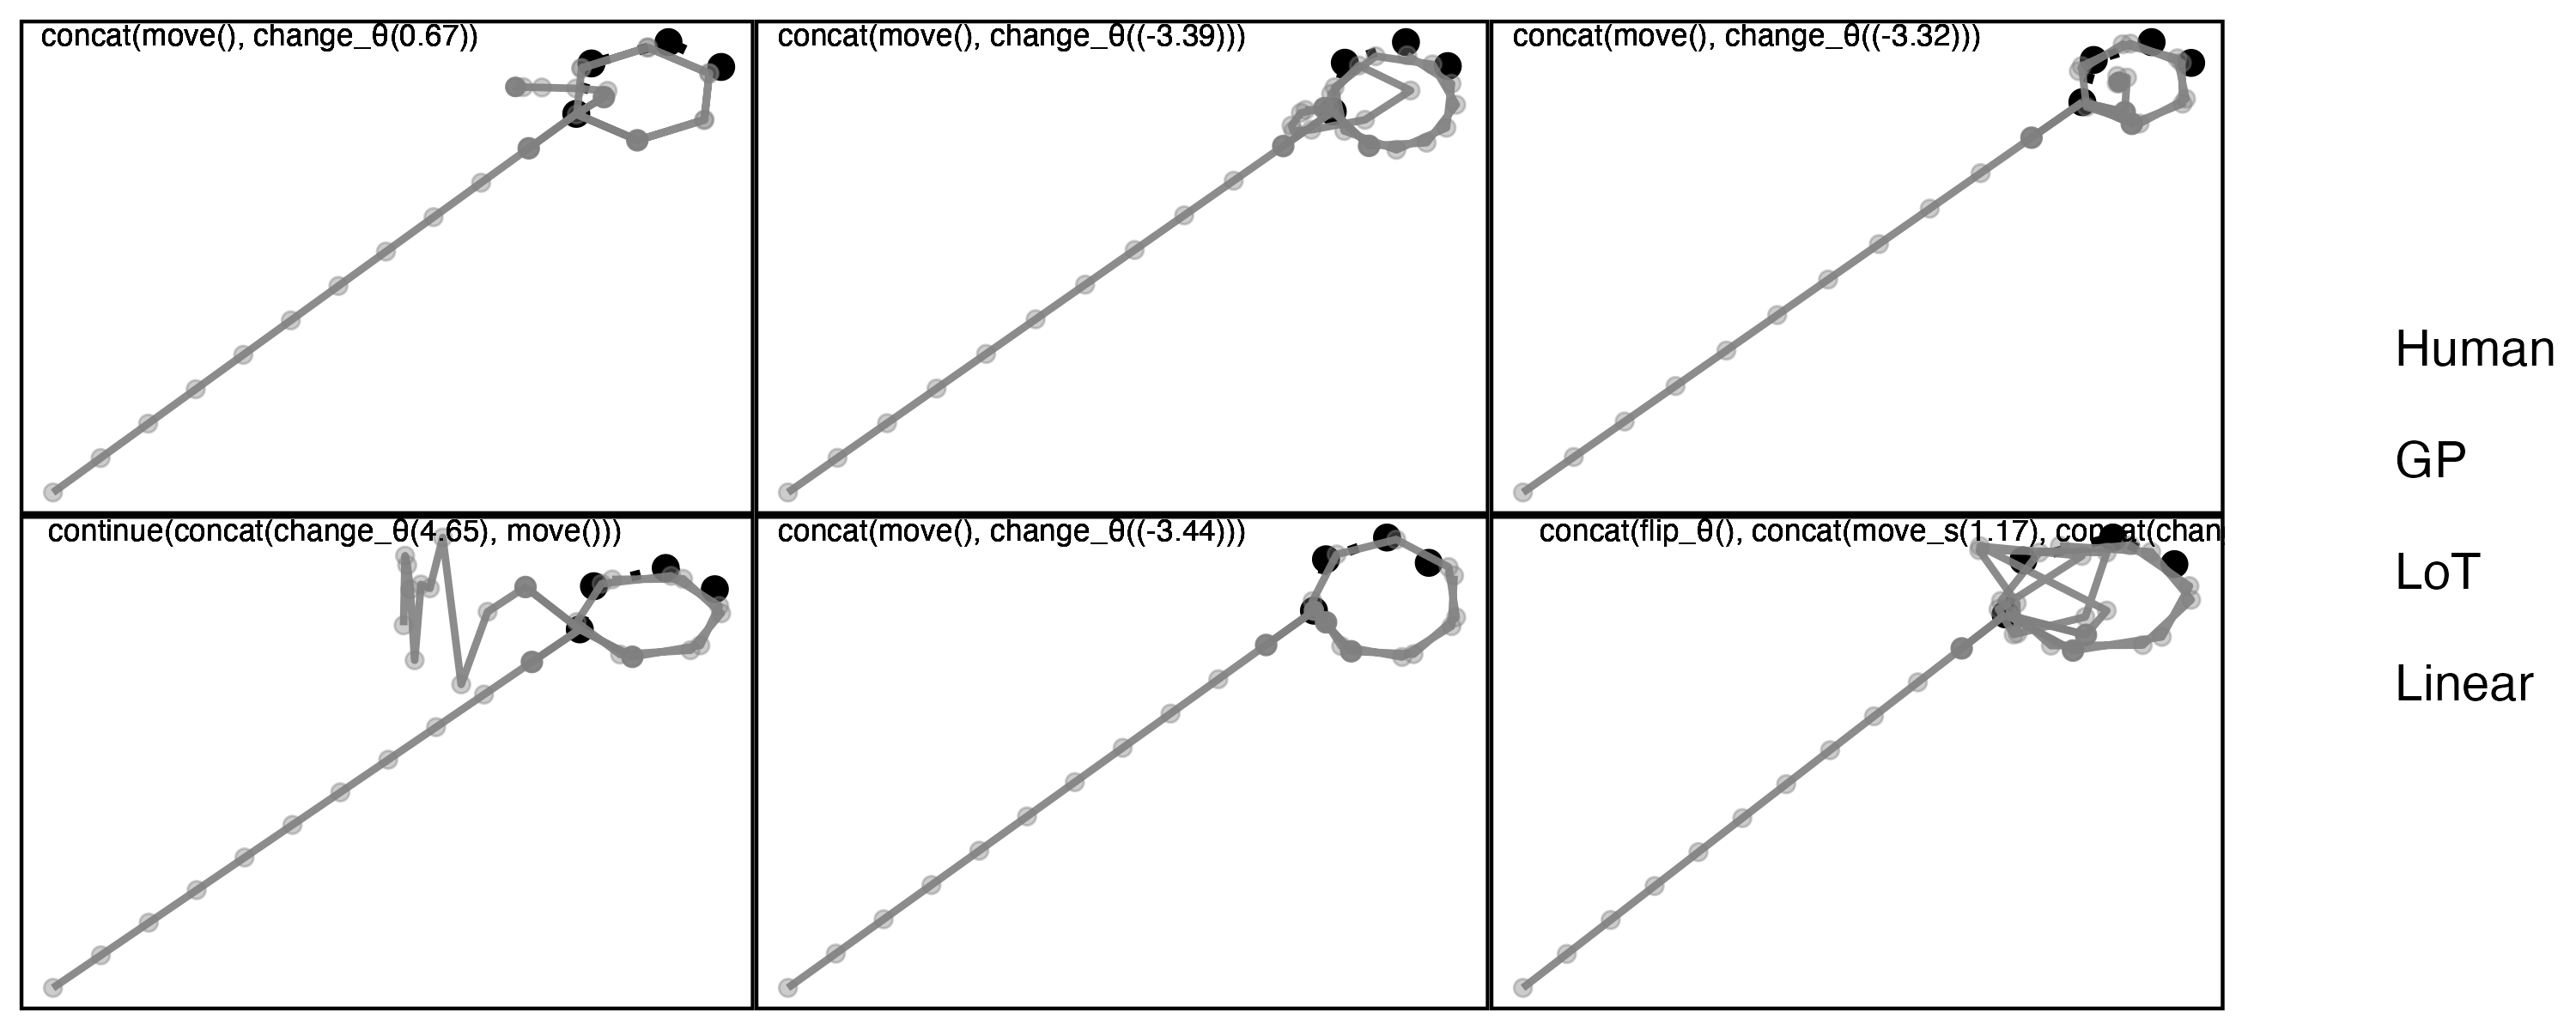 concat(move(), change_θ(0.67))
concat(move(), change_θ((-3.39)))
concat(move(), change_θ((-3.32)))
continue(concat(change_θ(4.65), move()))
concat(move(), change_θ((-3.44)))
concat(flip_θ(), concat(move_s(1.17), concat(chan
Human
GP
LoT
Linear